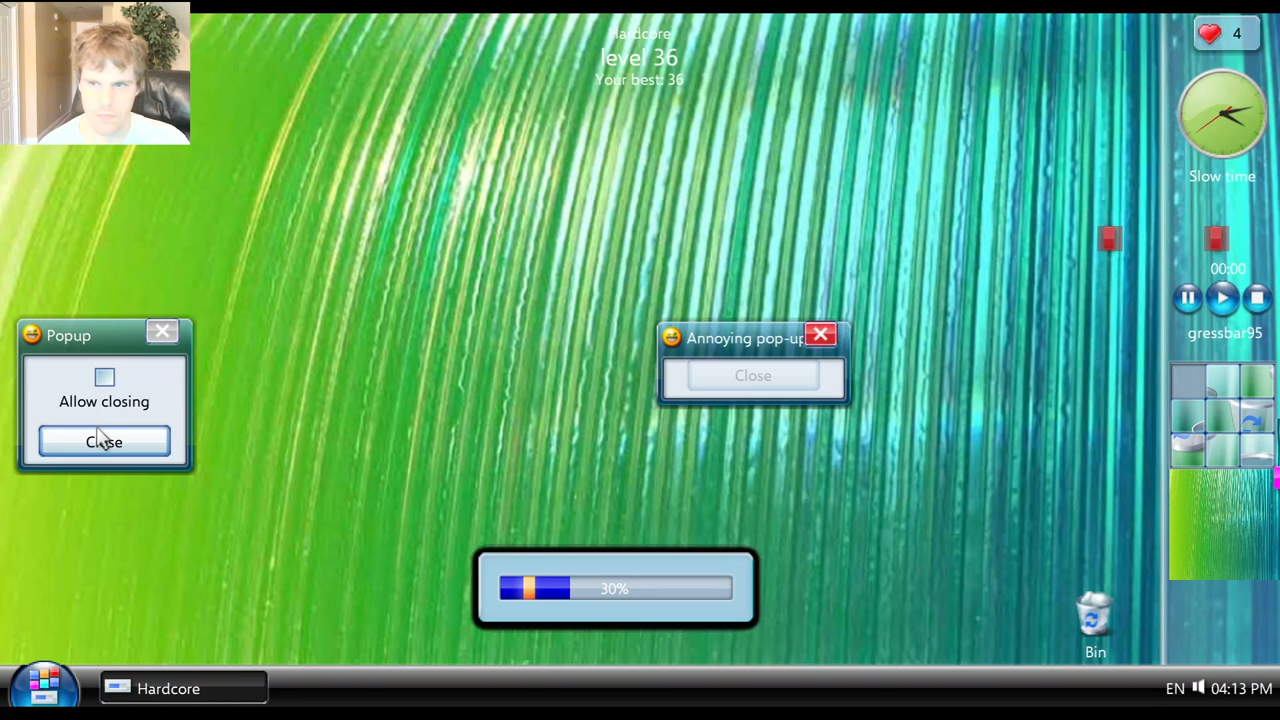 Hardcore
level 36
Your best: 36
4
Slow time
00:00
gressbar95
Popup
Allow closing
Close
Annoying pop-up
Close
30%
Bin
Hardcore
EN 04:13 PM